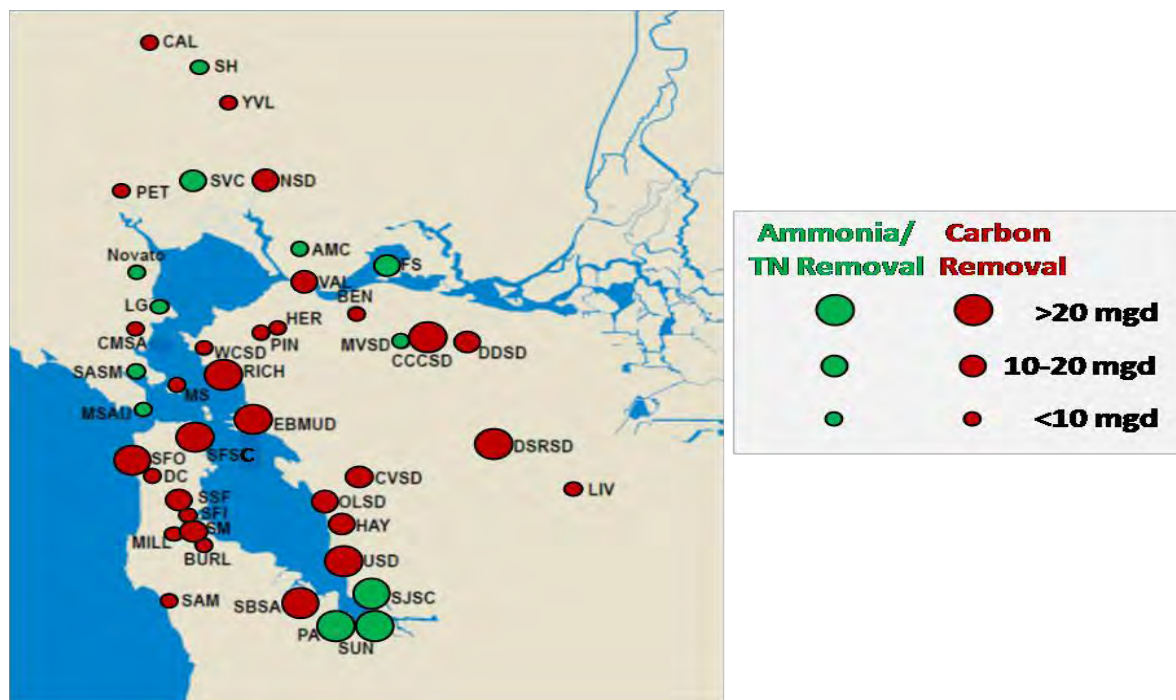 CAL
SH
YVL
PET
SVC
NSD
AMC
Novato
FS
VAL
BEN
LG
HER
PIN
CMSA
WCSD
MVSD
CCCSD
DDSD
SASM
RICH
MS
MSAD
EBMUD
SFSC
DSRSD
SFO
DC
CVSD
LIV
SSF
OLSD
SFI
SM
HAY
MILL
BURL
USD
SJSC
SAM
SBSA
PA
SUN
Ammonia/
TN Removal
Carbon
Removal
>20 mgd
10-20 mgd
<10 mgd